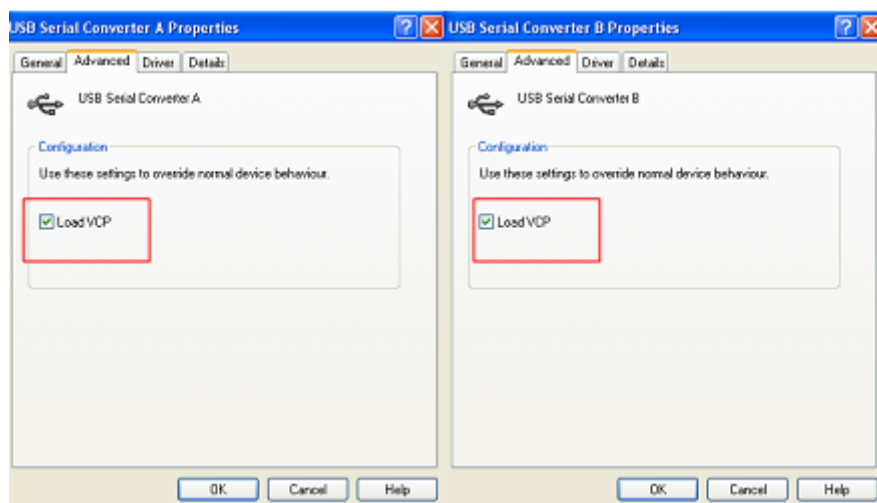 USB Serial Converter A Properties
General Advanced Driver Details
USB Serial Converter A
Configuration
Use these settings to override normal device behaviour.
Load VCP
OK Cancel Help
USB Serial Converter B Properties
General Advanced Driver Details
USB Serial Converter B
Configuration
Use these settings to override normal device behaviour.
Load VCP
OK Cancel Help